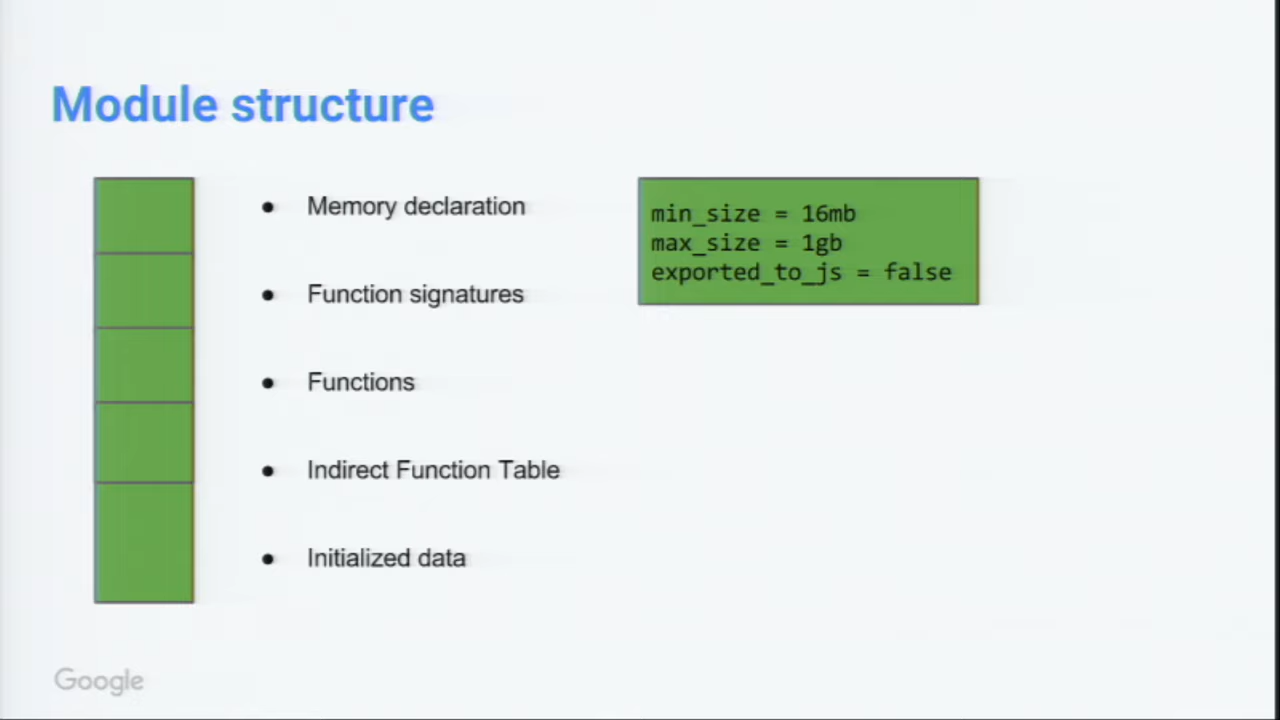 Module structure
Memory declaration
min_size = 16mb
max_size = 1gb
exported_to_js = false
Function signatures
Functions
Indirect Function Table
Initialized data
Google